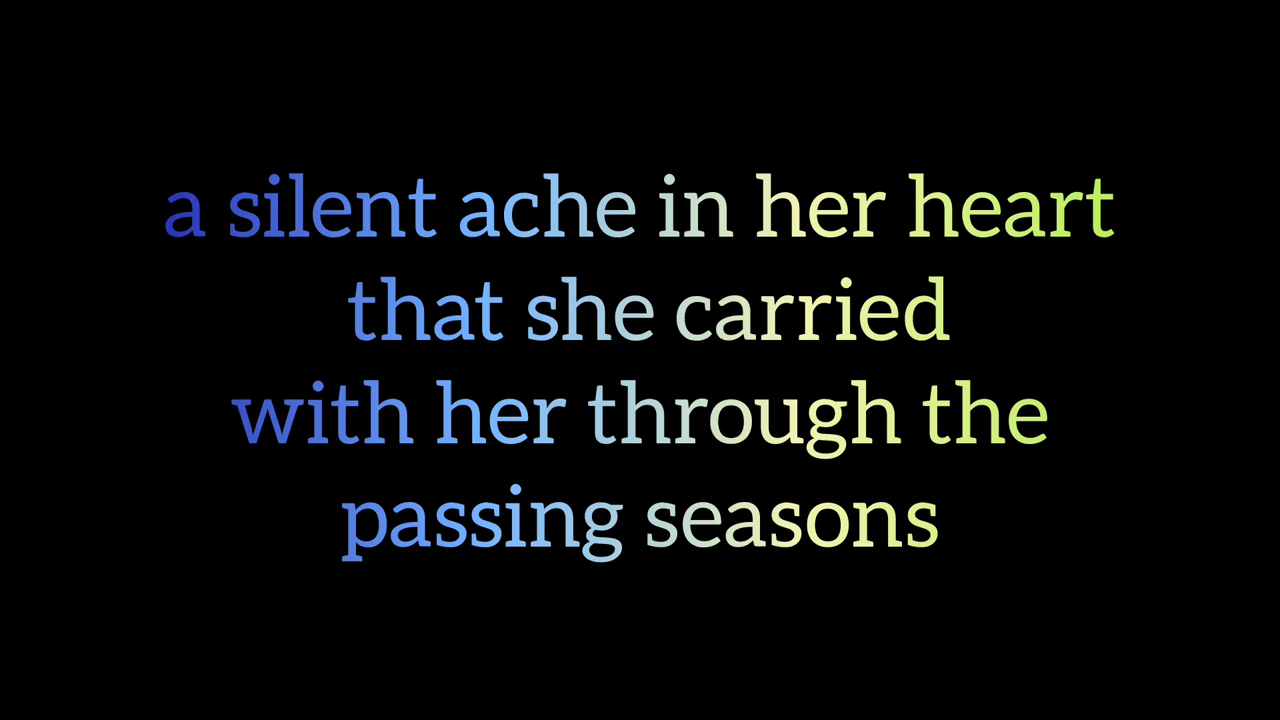 a silent ache in her heart
that she carried
with her through the
passing seasons